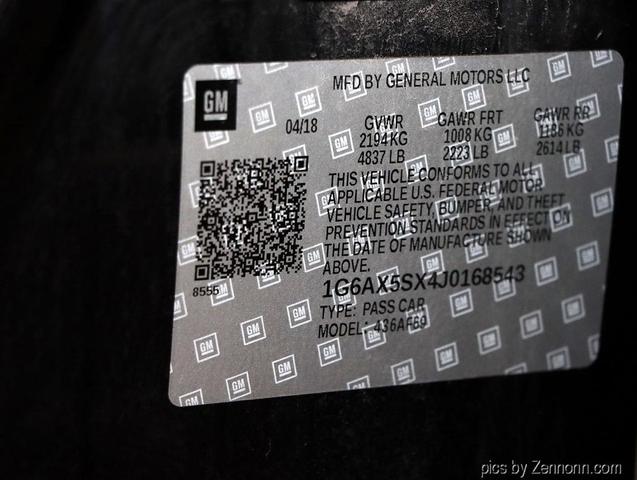 GM
MFD BY GENERAL MOTORS LLC
04/18 GVWR GAWR FRT GAWR RR
2194 KG 1008 KG 1186 KG
4837 LB 2223 LB 2614 LB
THIS VEHICLE CONFORMS TO ALL
APPLICABLE U.S. FEDERAL MOTOR
VEHICLE SAFETY, BUMPER, AND THEFT
PREVENTION STANDARDS IN EFFECT ON
THE DATE OF MANUFACTURE SHOWN
ABOVE.
8555
1G6AX5SX4J0168543
TYPE: PASS CAR
MODEL: 436AF69
pics by Zennonn.com